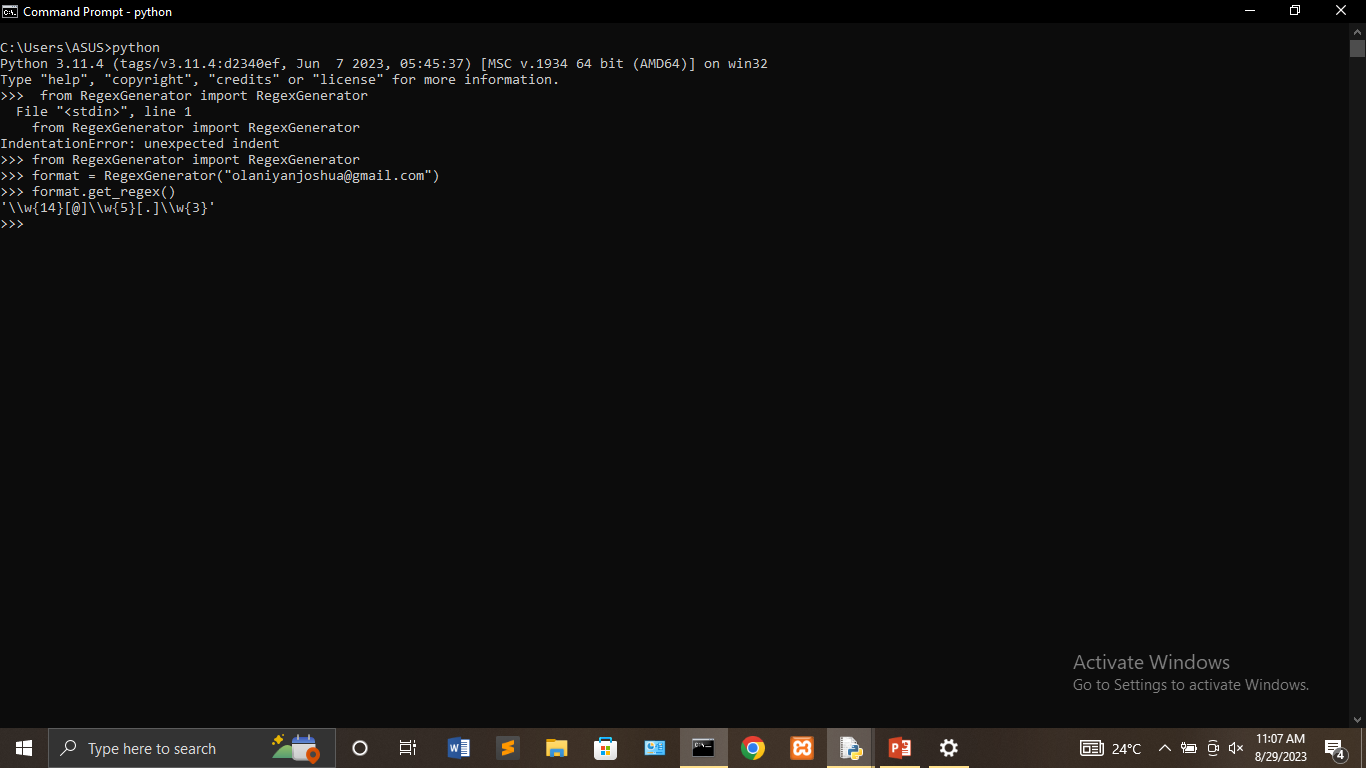 Command Prompt - python
C:\Users\ASUS>python
Python 3.11.4 (tags/v3.11.4:d2340ef, Jun  7 2023, 05:45:37) [MSC v.1934 64 bit (AMD64)] on win32
Type "help", "copyright", "credits" or "license" for more information.
>>>  from RegexGenerator import RegexGenerator
  File "<stdin>", line 1
    from RegexGenerator import RegexGenerator
IndentationError: unexpected indent
>>> from RegexGenerator import RegexGenerator
>>> format = RegexGenerator("olaniyanjoshua@gmail.com")
>>> format.get_regex()
'\\w{14}[@]\\w{5}[.]\\w{3}'
>>>
Activate Windows
Go to Settings to activate Windows.
Type here to search
24°C
11:07 AM
8/29/2023
4